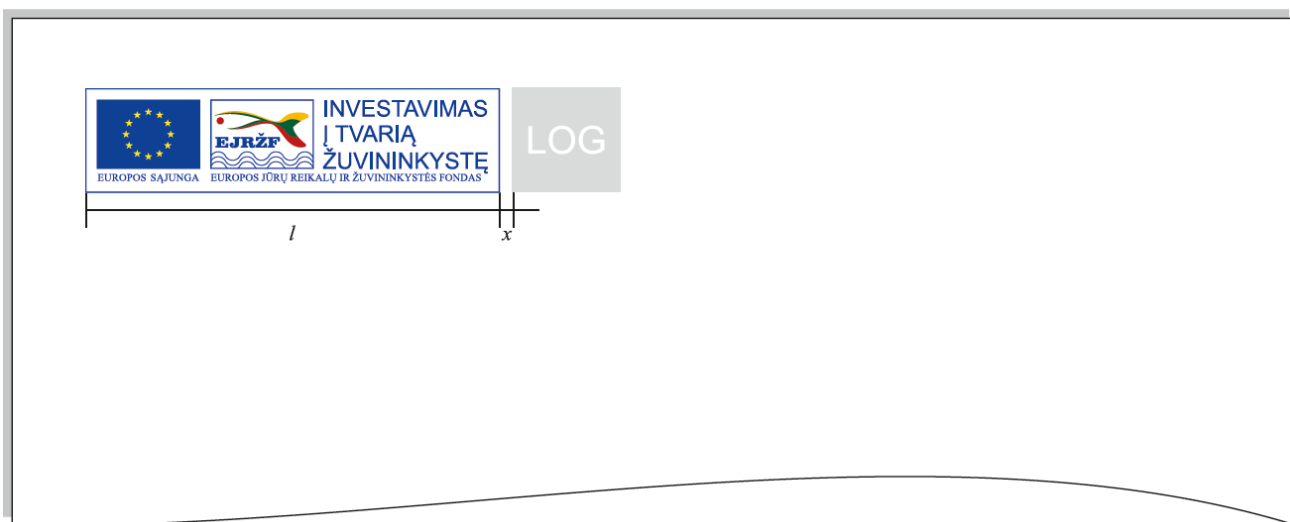 INVESTAVIMAS
Į TVARIĄ
ŽUVININKYSTĘ
EJRŽF
EUROPOS SĄJUNGA
EUROPOS JŪRŲ REIKALŲ IR ŽUVININKYSTĖS FONDAS
LOG
l
x